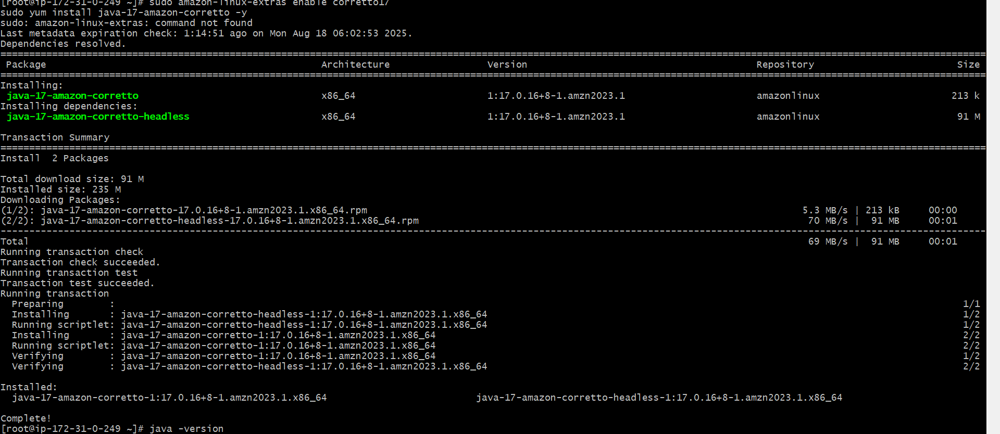 [root@ip-172-31-0-249 ~]# sudo amazon-linux-extras enable corretto17
sudo yum install java-17-amazon-corretto -y
sudo: amazon-linux-extras: command not found
Last metadata expiration check: 1:14:51 ago on Mon Aug 18 06:02:53 2025.
Dependencies resolved.
Package Architecture Version Repository Size
Installing:
java-17-amazon-corretto x86_64 1:17.0.16+8-1.amzn2023.1 amazonlinux 213 k
Installing dependencies:
java-17-amazon-corretto-headless x86_64 1:17.0.16+8-1.amzn2023.1 amazonlinux 91 M
Transaction Summary
Install  2 Packages
Total download size: 91 M
Installed size: 235 M
Downloading Packages:
(1/2): java-17-amazon-corretto-17.0.16+8-1.amzn2023.1.x86_64.rpm 5.3 MB/s | 213 kB 00:00
(2/2): java-17-amazon-corretto-headless-17.0.16+8-1.amzn2023.1.x86_64.rpm 70 MB/s | 91 MB 00:01
Total 69 MB/s | 91 MB 00:01
Running transaction check
Transaction check succeeded.
Running transaction test
Transaction test succeeded.
Running transaction
Preparing : 1/1
Installing : java-17-amazon-corretto-headless-1:17.0.16+8-1.amzn2023.1.x86_64 1/2
Running scriptlet: java-17-amazon-corretto-headless-1:17.0.16+8-1.amzn2023.1.x86_64 1/2
Installing : java-17-amazon-corretto-1:17.0.16+8-1.amzn2023.1.x86_64 2/2
Running scriptlet: java-17-amazon-corretto-1:17.0.16+8-1.amzn2023.1.x86_64 2/2
Verifying : java-17-amazon-corretto-1:17.0.16+8-1.amzn2023.1.x86_64 1/2
Verifying : java-17-amazon-corretto-headless-1:17.0.16+8-1.amzn2023.1.x86_64 2/2
Installed:
java-17-amazon-corretto-1:17.0.16+8-1.amzn2023.1.x86_64 java-17-amazon-corretto-headless-1:17.0.16+8-1.amzn2023.1.x86_64
Complete!
[root@ip-172-31-0-249 ~]# java -version